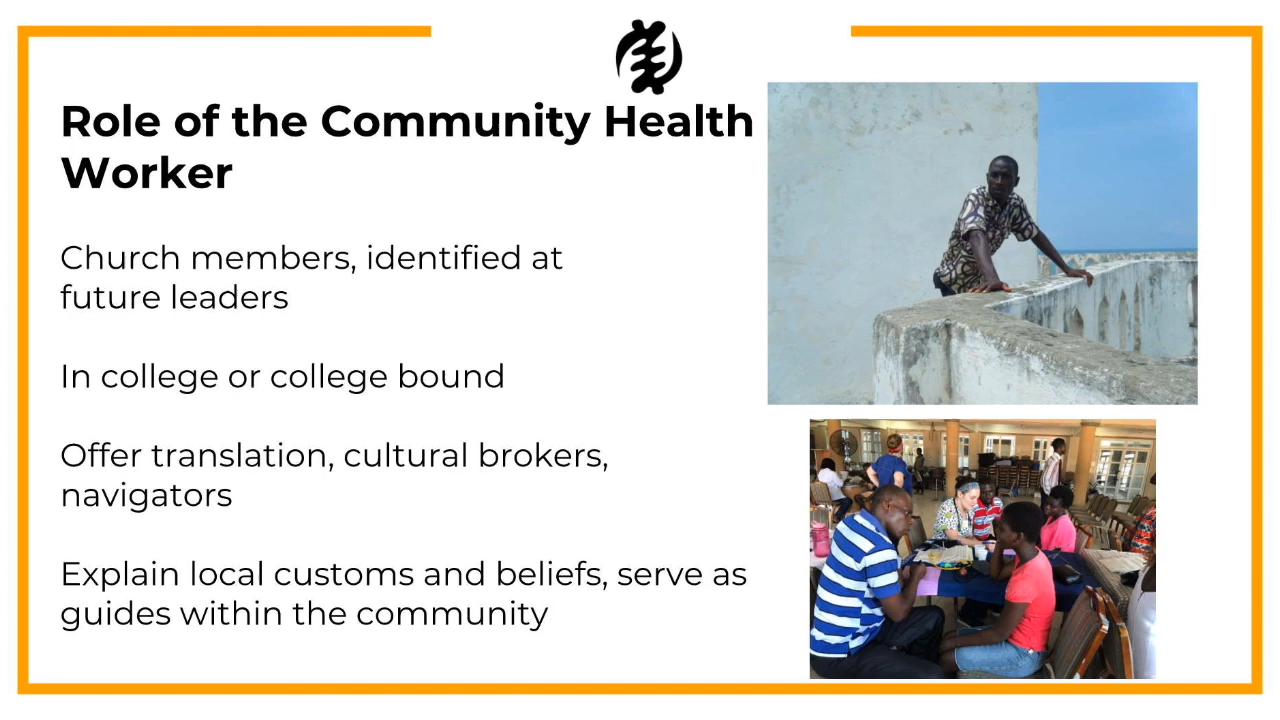 Role of the Community Health
Worker
Church members, identified at
future leaders
In college or college bound
Offer translation, cultural brokers,
navigators
Explain local customs and beliefs, serve as
guides within the community